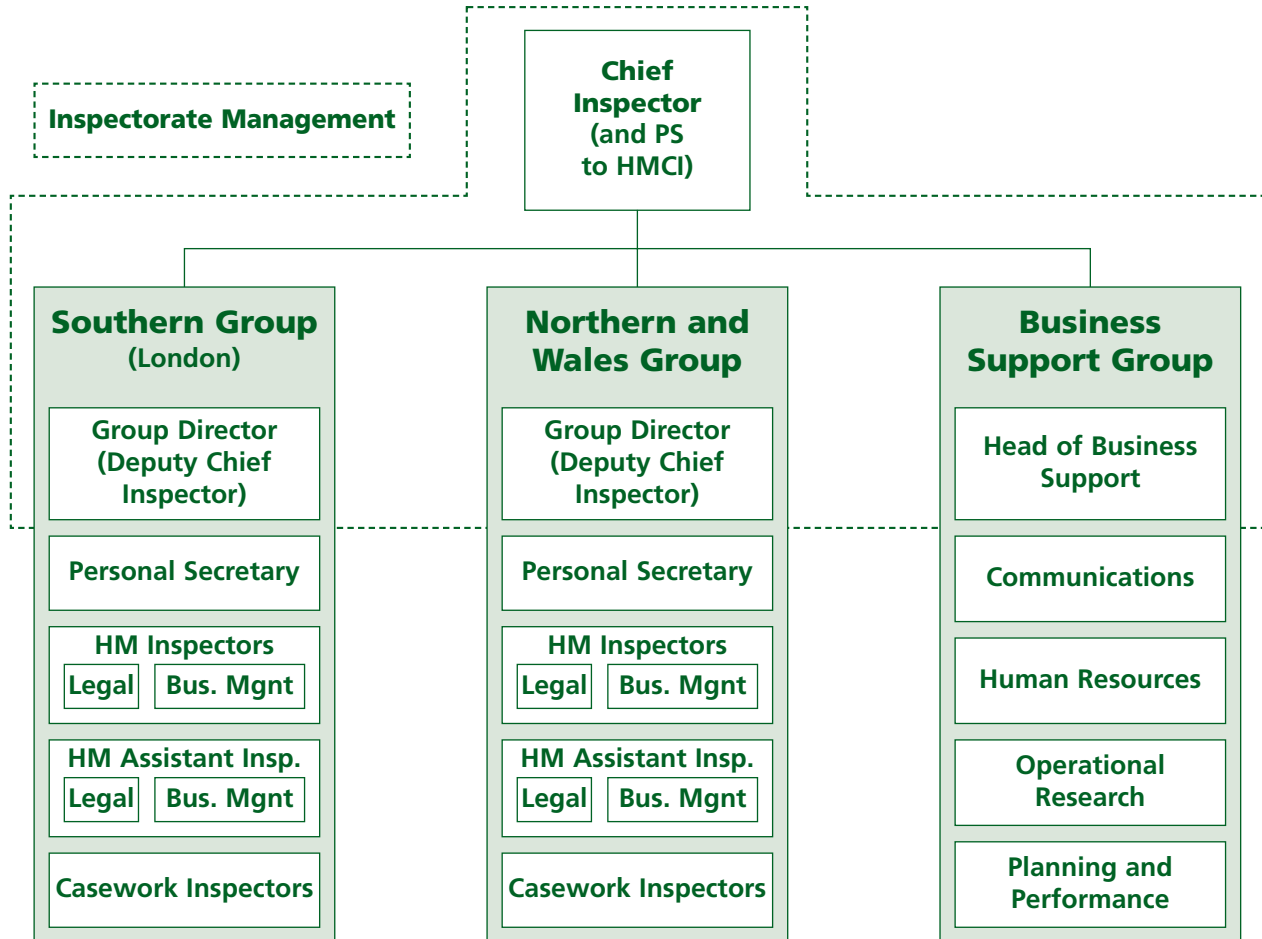 Inspectorate Management
Chief
Inspector
(and PS
to HMCI)
Southern Group
(London)
Group Director
(Deputy Chief
Inspector)
Personal Secretary
HM Inspectors
Legal
Bus. Mgnt
HM Assistant Insp.
Legal
Bus. Mgnt
Casework Inspectors
Northern and
Wales Group
Group Director
(Deputy Chief
Inspector)
Personal Secretary
HM Inspectors
Legal
Bus. Mgnt
HM Assistant Insp.
Legal
Bus. Mgnt
Casework Inspectors
Business
Support Group
Head of Business
Support
Communications
Human Resources
Operational
Research
Planning and
Performance